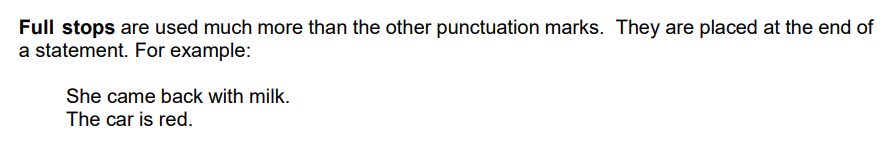 Full stops are used much more than the other punctuation marks.  They are placed at the end of
a statement. For example:
She came back with milk.
The car is red.